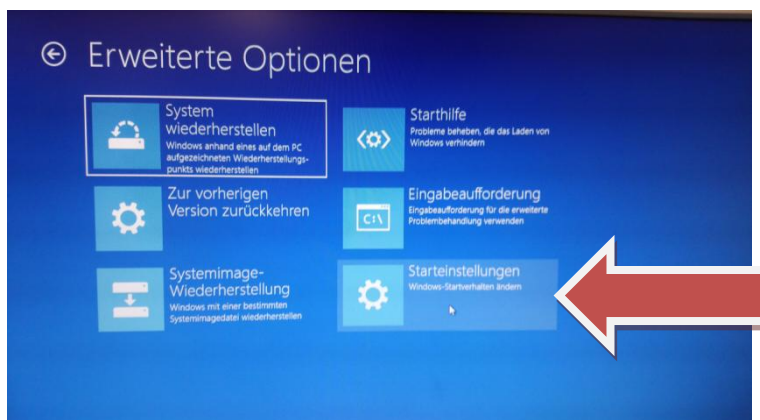 Erweiterte Optionen
System
wiederherstellen
Windows anhand eines auf dem PC
aufgezeichneten Wiederherstellungs-
punkts wiederherstellen
Starthilfe
Probleme beheben, die das Laden von
Windows verhindern
Zur vorherigen
Version zurückkehren
C:\
Eingabeaufforderung
Eingabeaufforderung für die erweiterte
Problembehandlung verwenden
Systemimage-
Wiederherstellung
Windows mit einer bestimmten
Systemimagedatei wiederherstellen
Starteinstellungen
Windows-Startverhalten ändern